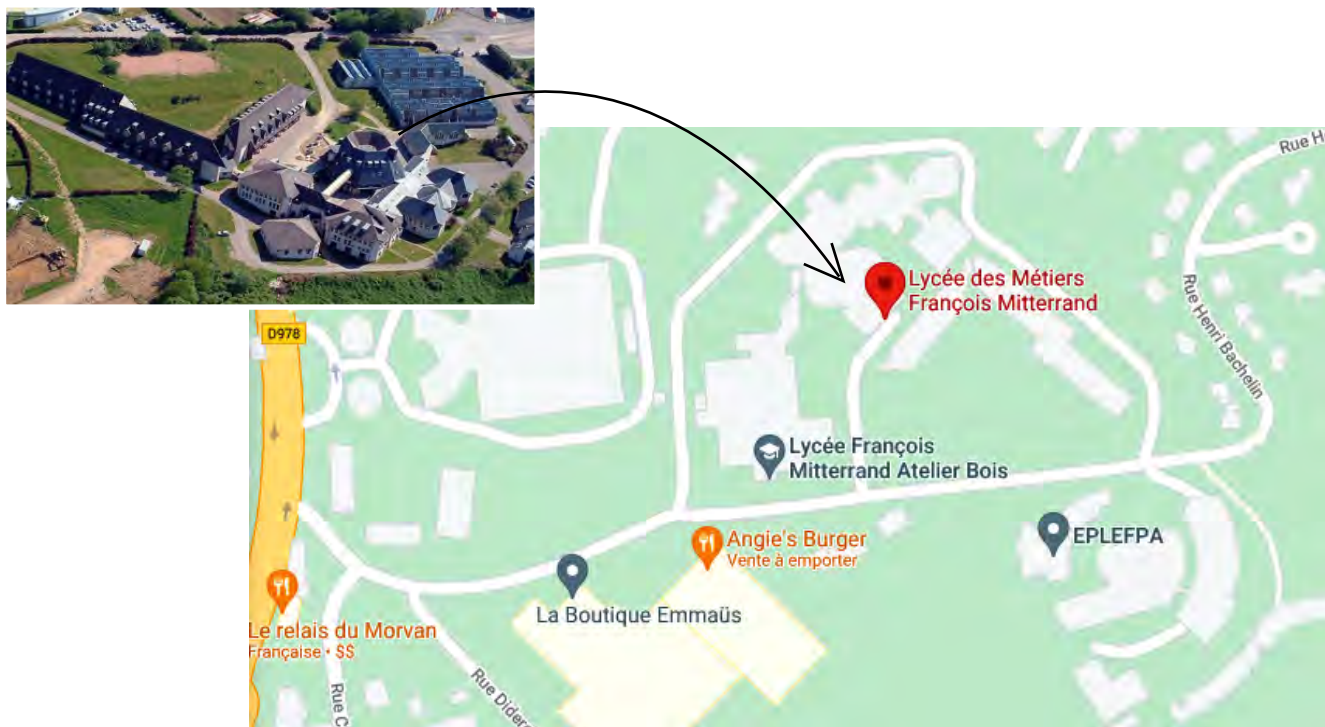 Rue H
Lycée des Métiers
François Mitterrand
D978
Rue Henri Bachelin
Lycée François
Mitterrand Atelier Bois
Angie's Burger
Vente à emporter
EPLEFPA
La Boutique Emmaüs
Le relais du Morvan
Française • $$
Rue C
Rue Dider